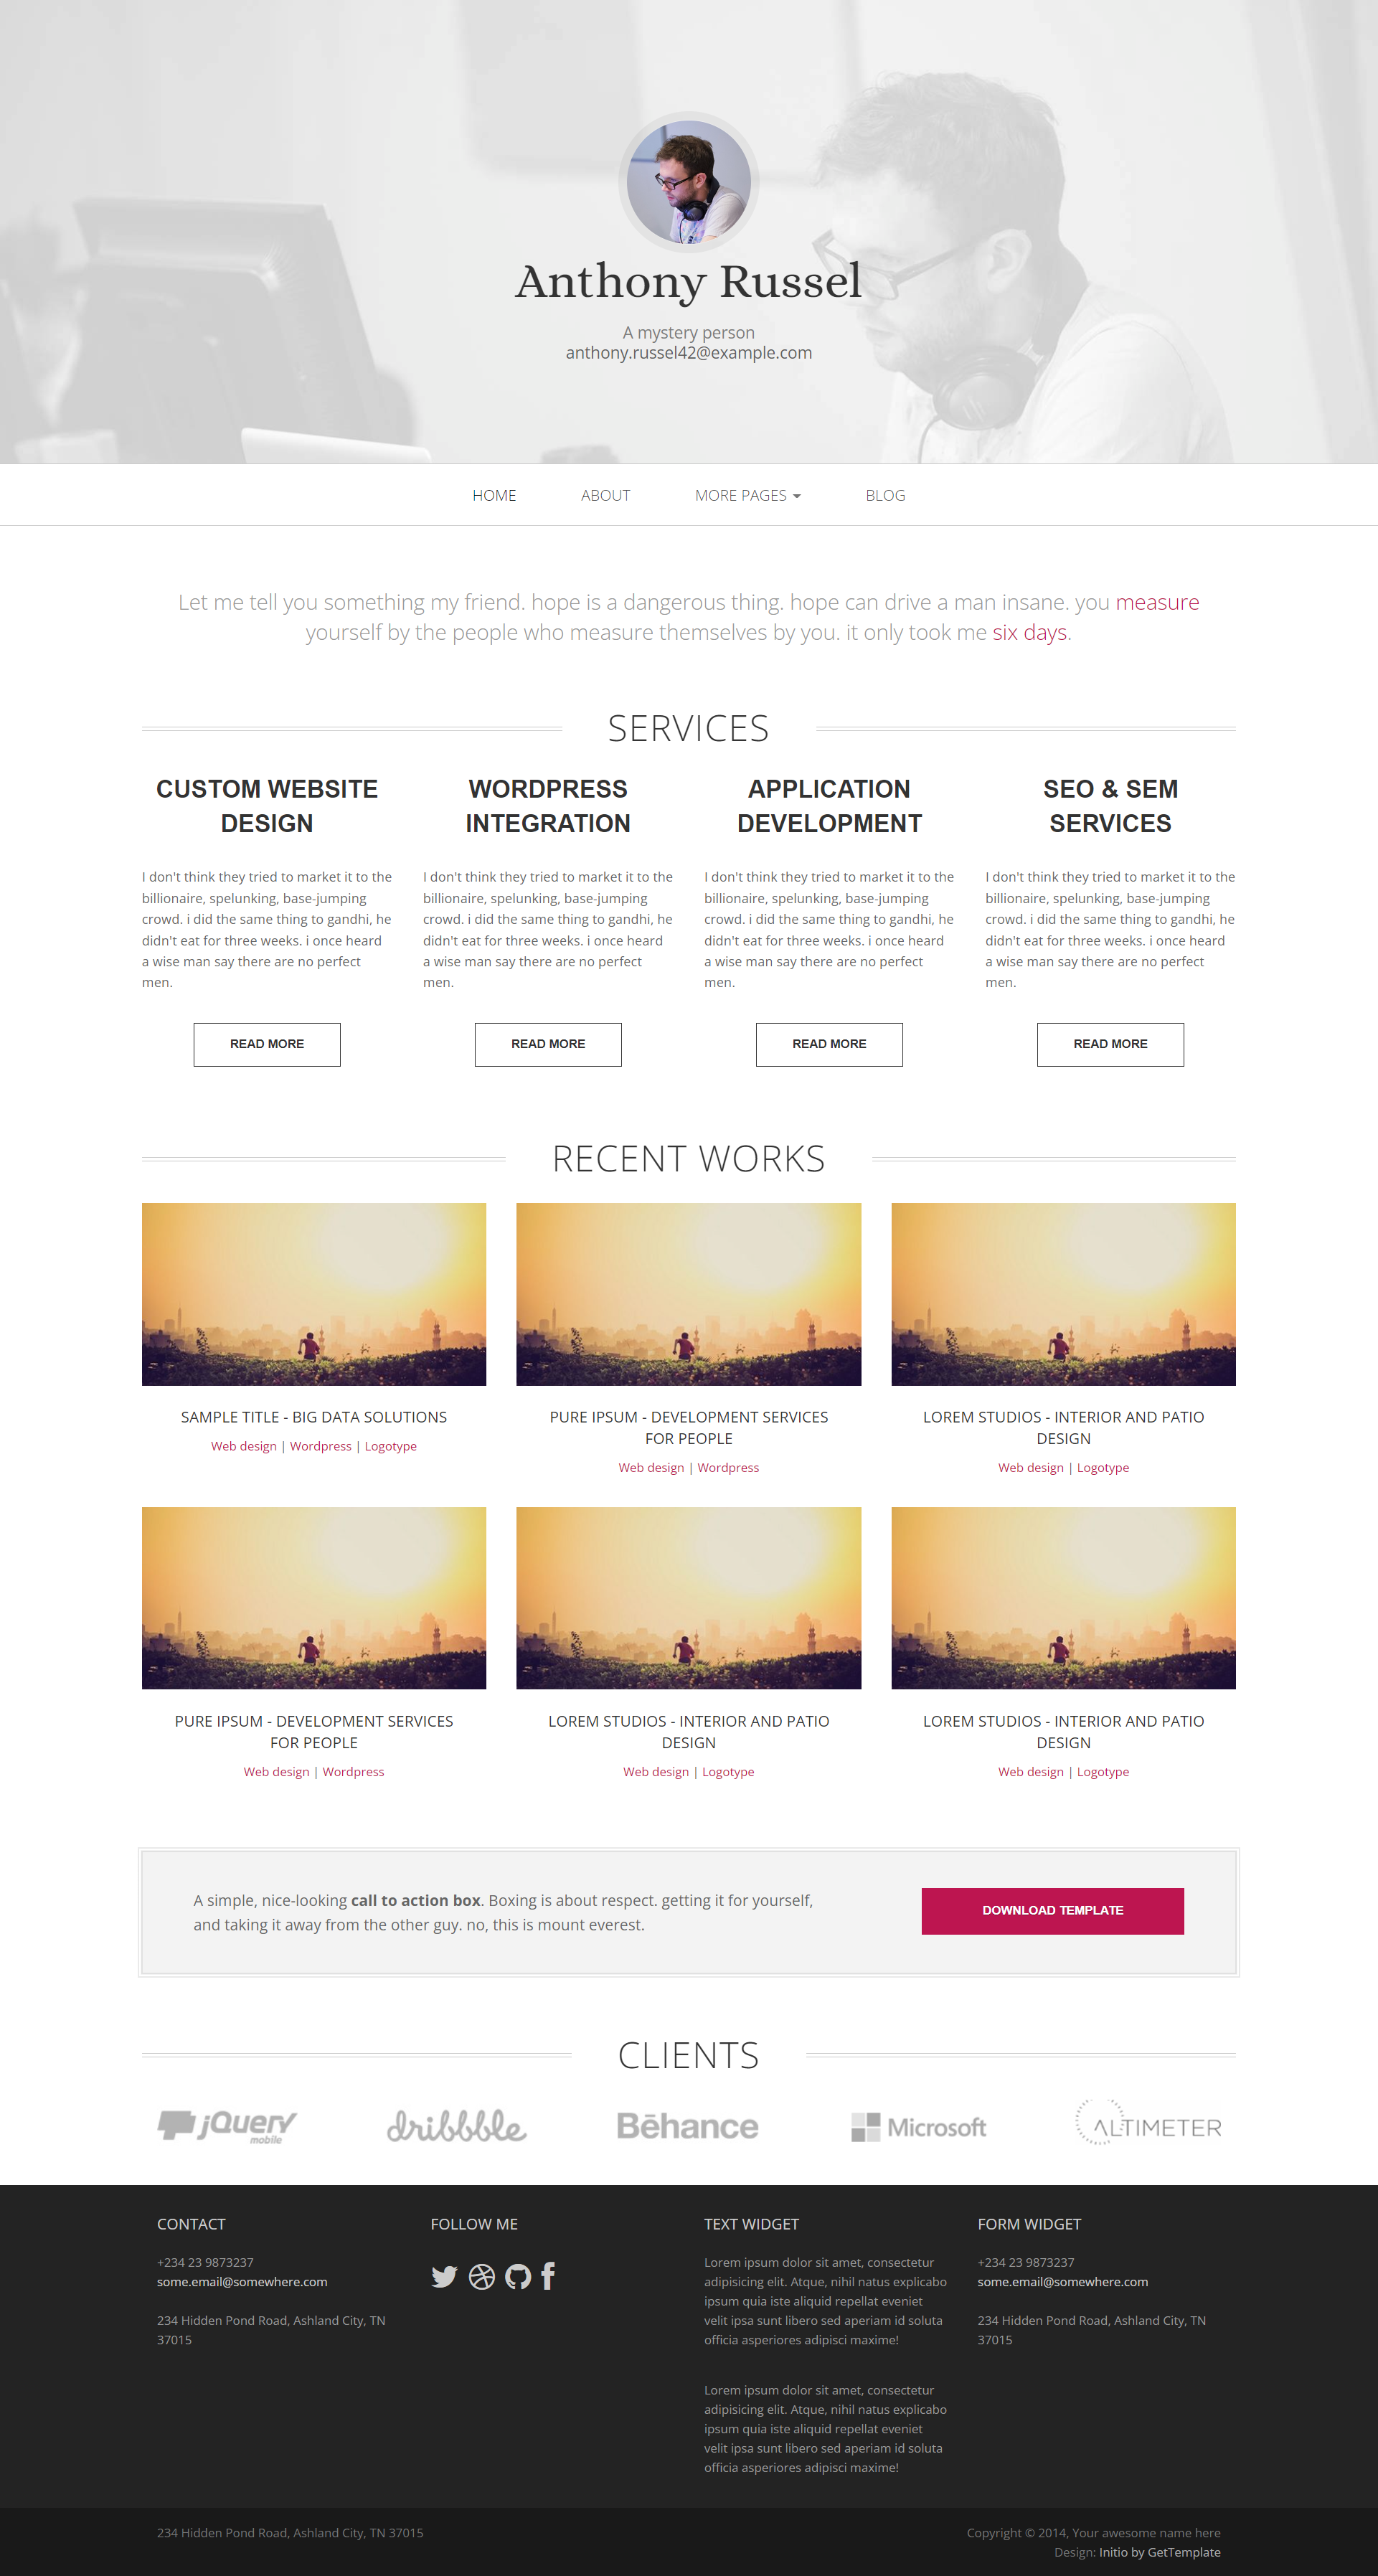 Anthony Russel
A mystery person
anthony.russel42@example.com
HOME
ABOUT
MORE PAGES
BLOG
Let me tell you something my friend. hope is a dangerous thing. hope can drive a man insane. you measure
yourself by the people who measure themselves by you. it only took me six days.
SERVICES
CUSTOM WEBSITE
DESIGN
I don't think they tried to market it to the
billionaire, spelunking, base-jumping
crowd. i did the same thing to gandhi, he
didn't eat for three weeks. i once heard
a wise man say there are no perfect
men.
READ MORE
WORDPRESS
INTEGRATION
I don't think they tried to market it to the
billionaire, spelunking, base-jumping
crowd. i did the same thing to gandhi, he
didn't eat for three weeks. i once heard
a wise man say there are no perfect
men.
READ MORE
APPLICATION
DEVELOPMENT
I don't think they tried to market it to the
billionaire, spelunking, base-jumping
crowd. i did the same thing to gandhi, he
didn't eat for three weeks. i once heard
a wise man say there are no perfect
men.
READ MORE
SEO & SEM
SERVICES
I don't think they tried to market it to the
billionaire, spelunking, base-jumping
crowd. i did the same thing to gandhi, he
didn't eat for three weeks. i once heard
a wise man say there are no perfect
men.
READ MORE
RECENT WORKS
SAMPLE TITLE - BIG DATA SOLUTIONS
Web design | Wordpress | Logotype
PURE IPSUM - DEVELOPMENT SERVICES
FOR PEOPLE
Web design | Wordpress
LOREM STUDIOS - INTERIOR AND PATIO
DESIGN
Web design | Logotype
PURE IPSUM - DEVELOPMENT SERVICES
FOR PEOPLE
Web design | Wordpress
LOREM STUDIOS - INTERIOR AND PATIO
DESIGN
Web design | Logotype
LOREM STUDIOS - INTERIOR AND PATIO
DESIGN
Web design | Logotype
A simple, nice-looking call to action box. Boxing is about respect. getting it for yourself,
and taking it away from the other guy. no, this is mount everest.
DOWNLOAD TEMPLATE
CLIENTS
jQuery
mobile
dribbble
Bēhance
Microsoft
ALTIMETER
CONTACT
+234 23 9873237
some.email@somewhere.com
234 Hidden Pond Road, Ashland City, TN
37015
FOLLOW ME
TEXT WIDGET
Lorem ipsum dolor sit amet, consectetur
adipisicing elit. Atque, nihil natus explicabo
ipsum quia iste aliquid repellat eveniet
velit ipsa sunt libero sed aperiam id soluta
officia asperiores adipisci maxime!
Lorem ipsum dolor sit amet, consectetur
adipisicing elit. Atque, nihil natus explicabo
ipsum quia iste aliquid repellat eveniet
velit ipsa sunt libero sed aperiam id soluta
officia asperiores adipisci maxime!
FORM WIDGET
+234 23 9873237
some.email@somewhere.com
234 Hidden Pond Road, Ashland City, TN
37015
234 Hidden Pond Road, Ashland City, TN 37015
Copyright © 2014, Your awesome name here
Design: Initio by GetTemplate